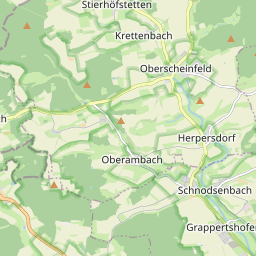 Stierhöfstetten
Krettenbach
Oberscheinfeld
Herpersdorf
Oberambach
Schnodsenbach
Grappertshofen